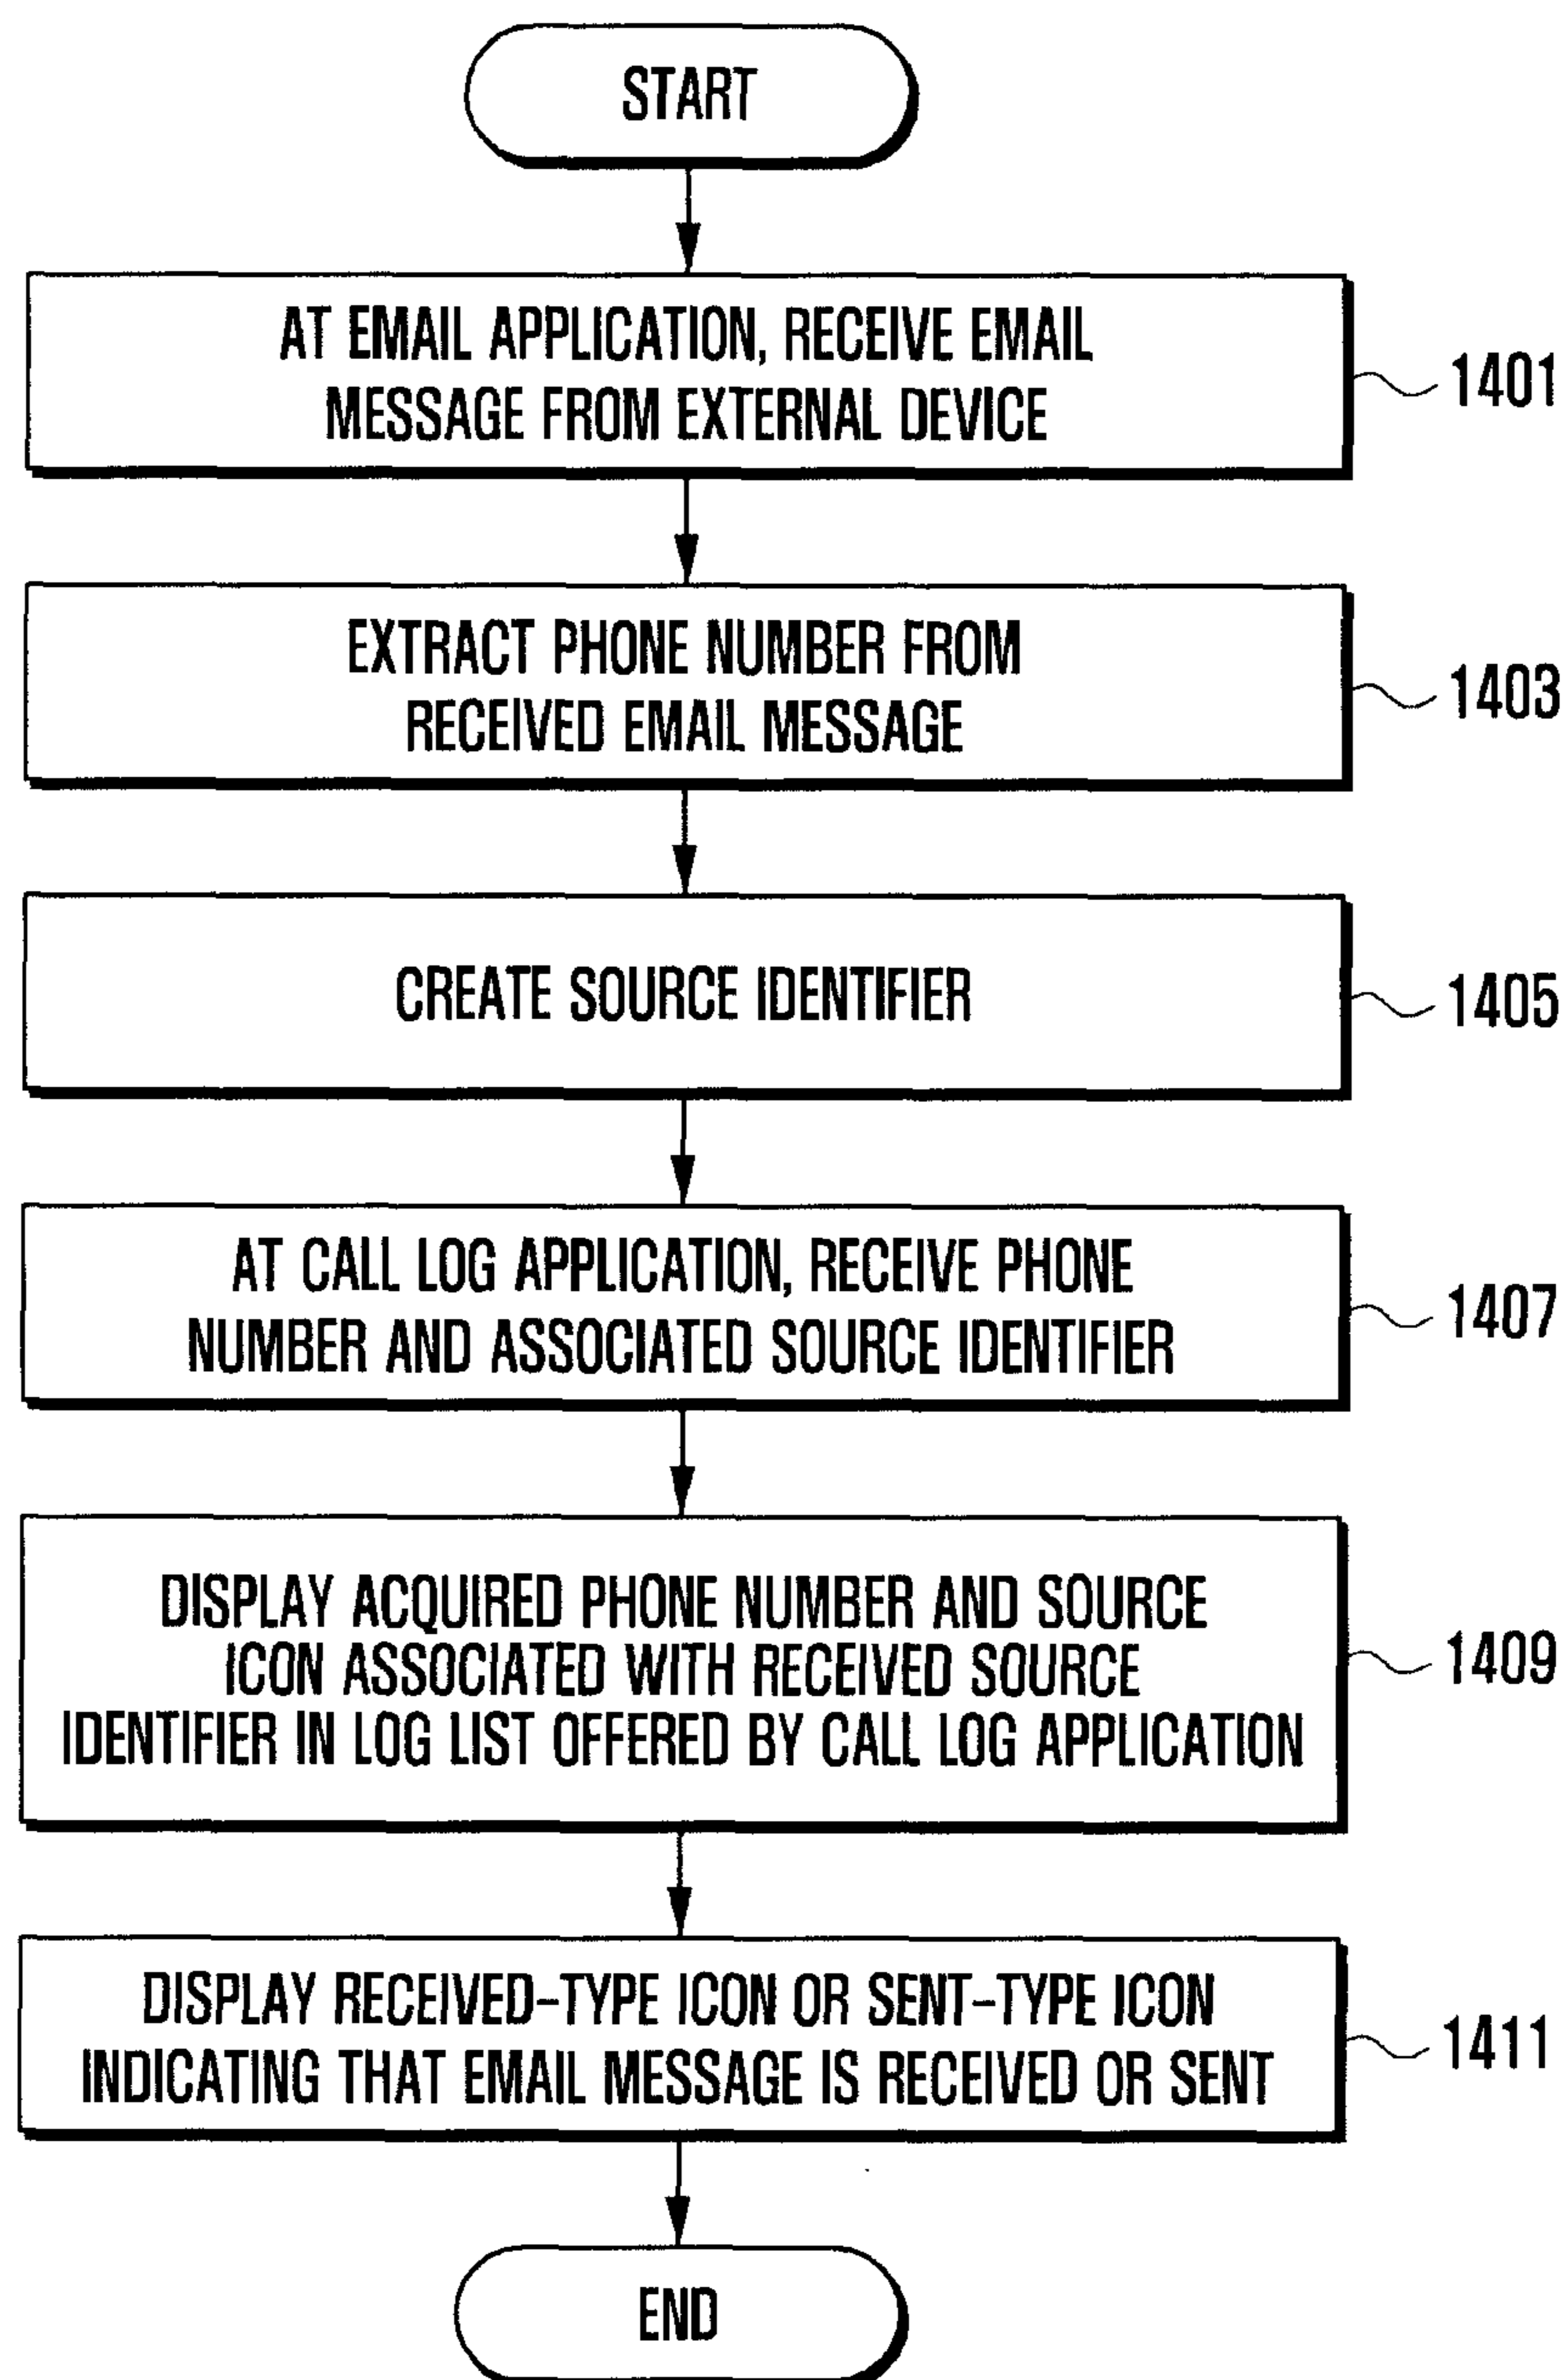 START
AT EMAIL APPLICATION, RECEIVE EMAIL
MESSAGE FROM EXTERNAL DEVICE
1401
EXTRACT PHONE NUMBER FROM
RECEIVED EMAIL MESSAGE
1403
CREATE SOURCE IDENTIFIER
1405
AT CALL LOG APPLICATION, RECEIVE PHONE
NUMBER AND ASSOCIATED SOURCE IDENTIFIER
1407
DISPLAY ACQUIRED PHONE NUMBER AND SOURCE
ICON ASSOCIATED WITH RECEIVED SOURCE
IDENTIFIER IN LOG LIST OFFERED BY CALL LOG APPLICATION
1409
DISPLAY RECEIVED-TYPE ICON OR SENT-TYPE ICON
INDICATING THAT EMAIL MESSAGE IS RECEIVED OR SENT
1411
END